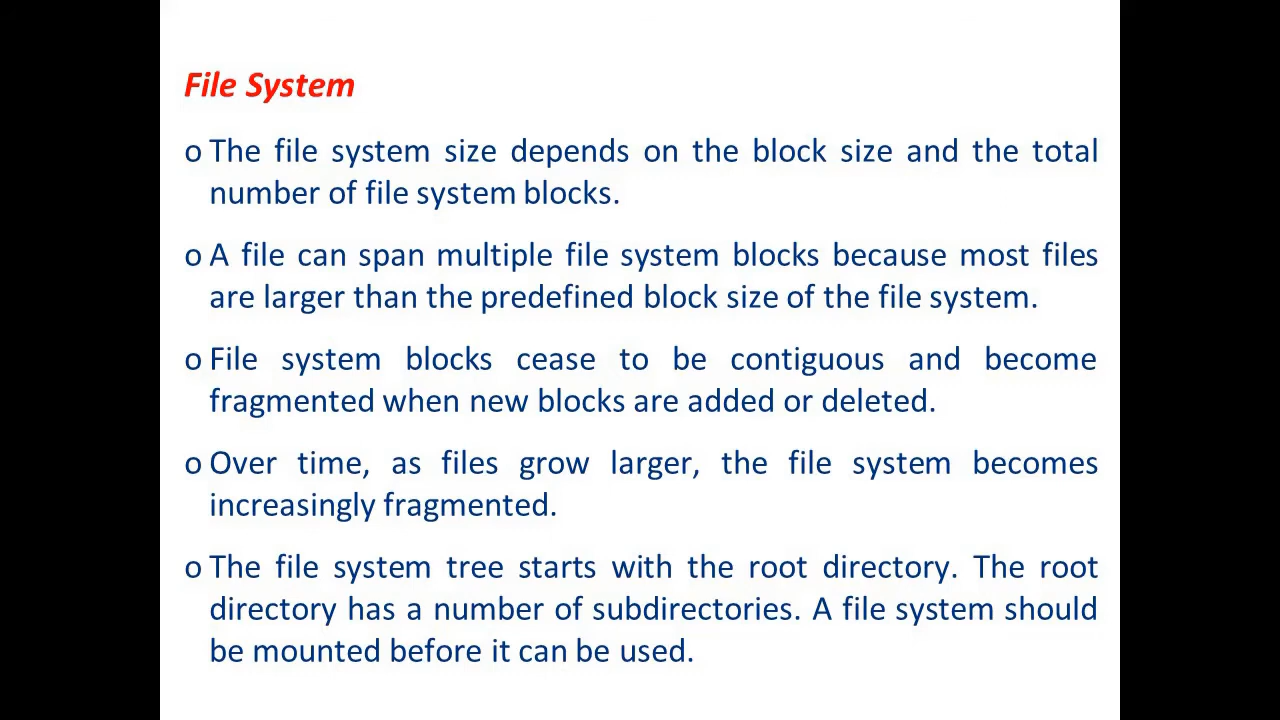 File System
o The file system size depends on the block size and the total
number of file system blocks.
o A file can span multiple file system blocks because most files
are larger than the predefined block size of the file system.
o File system blocks cease to be contiguous and become
fragmented when new blocks are added or deleted.
o Over time, as files grow larger, the file system becomes
increasingly fragmented.
o The file system tree starts with the root directory. The root
directory has a number of subdirectories. A file system should
be mounted before it can be used.